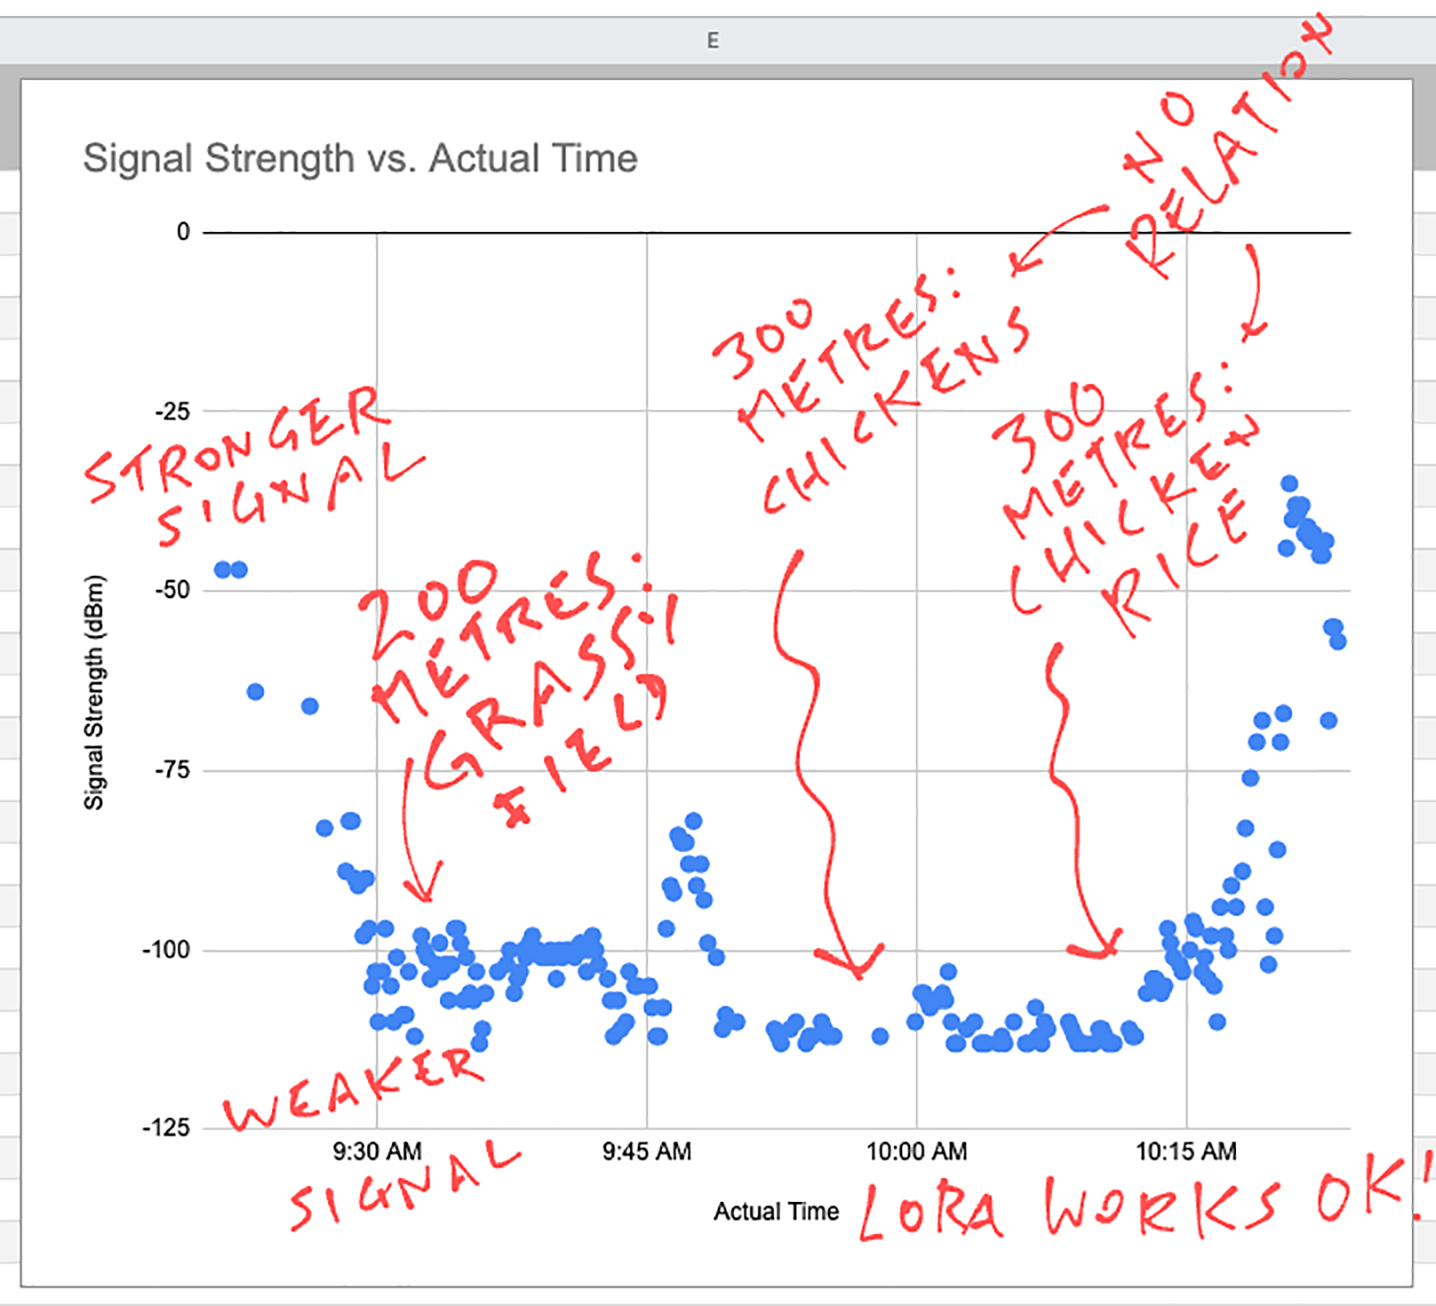 E
Signal Strength vs. Actual Time
NO
RELATION
0
300
METRES:
CHICKENS
300
METRES:
CHICKEN
RICE
-25
STRONGER
SIGNAL
-50
200
METRES:
GRASSY
FIELD
Signal Strength (dBm)
-75
-100
WEAKER
SIGNAL
-125
9:30 AM 9:45 AM 10:00 AM 10:15 AM
Actual Time
LORA WORKS OK!